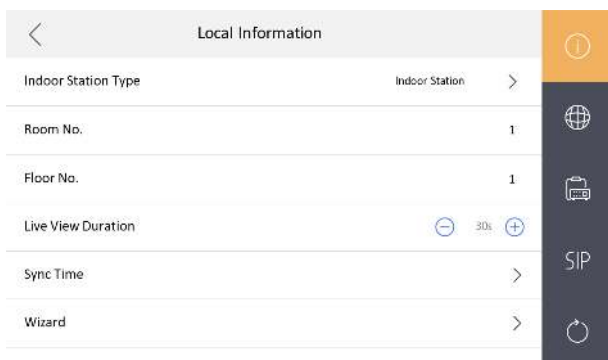 Local Information
Indoor Station Type Indoor Station
Room No. 1
Floor No. 1
Live View Duration 30s
Sync Time
Wizard
SIP